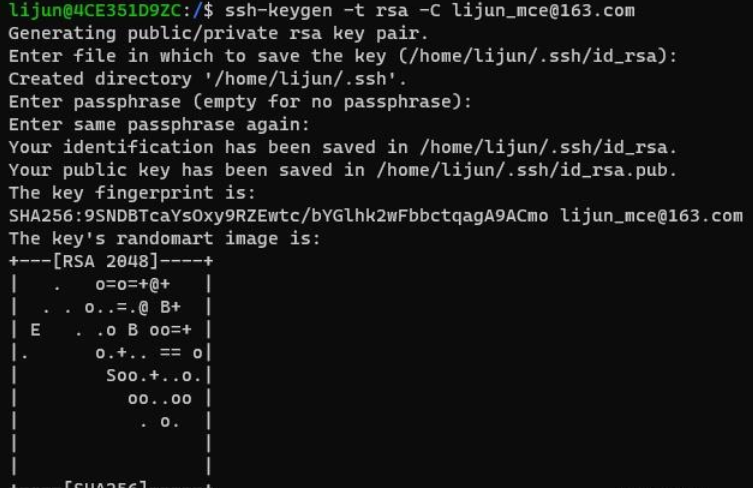 lijun@4CE351D9ZC:/$ ssh-keygen -t rsa -C lijun_mce@163.com
Generating public/private rsa key pair.
Enter file in which to save the key (/home/lijun/.ssh/id_rsa):
Created directory '/home/lijun/.ssh'.
Enter passphrase (empty for no passphrase):
Enter same passphrase again:
Your identification has been saved in /home/lijun/.ssh/id_rsa.
Your public key has been saved in /home/lijun/.ssh/id_rsa.pub.
The key fingerprint is:
SHA256:9SNDBTcaYsOxy9RZEwtc/bYGlhk2wFbbctqagA9ACmo lijun_mce@163.com
The key's randomart image is:
+---[RSA 2048]----+
|   .   o=o=+@+   |
|  . . o..=.@ B+  |
| E   . .o B oo=+ |
|.      o.+.. == o|
|        Soo.+..o.|
|          oo..oo |
|           . o.  |
|                 |
|                 |
+----[SHA256]-----+